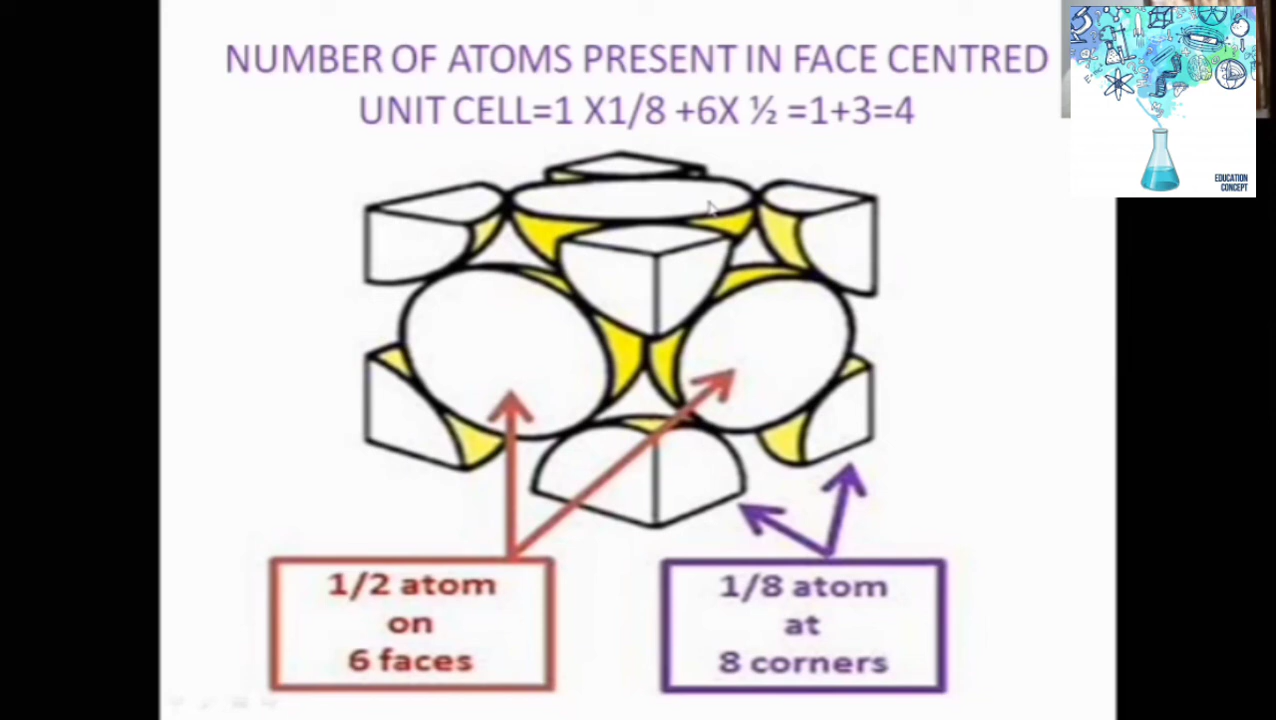 NUMBER OF ATOMS PRESENT IN FACE CENTRED
UNIT CELL=1 X1/8 +6X ½ =1+3=4
EDUCATION
CONCEPT
1/2 atom
on
6 faces
1/8 atom
at
8 corners